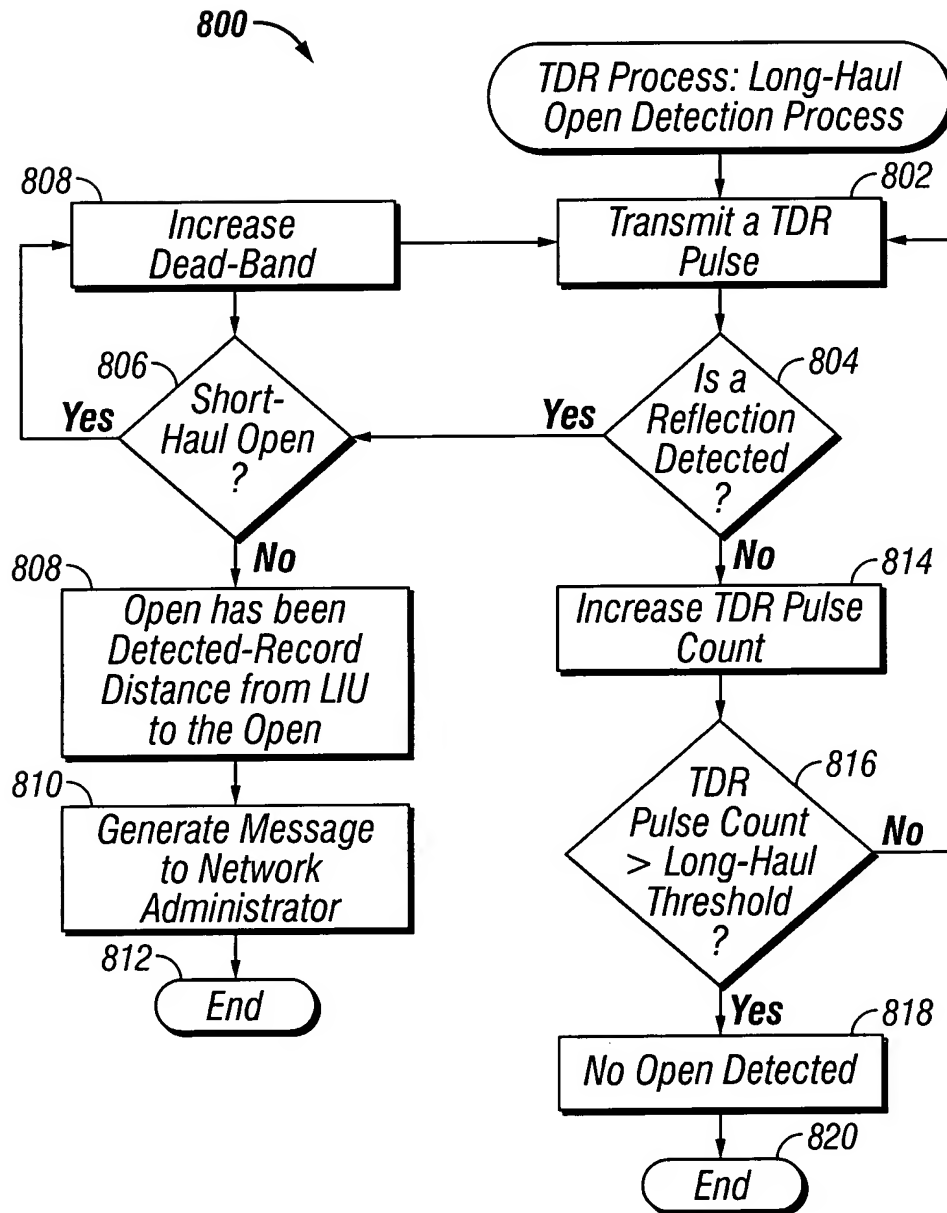 800
TDR Process: Long-Haul
Open Detection Process
808
Increase
Dead-Band
802
Transmit a TDR
Pulse
806
Short-
Haul Open
?
Yes
Yes
804
Is a
Reflection
Detected
?
No
No
808
Open has been
Detected-Record
Distance from LIU
to the Open
814
Increase TDR Pulse
Count
810
Generate Message
to Network
Administrator
816
TDR
Pulse Count
> Long-Haul
Threshold
?
No
812
End
Yes
818
No Open Detected
820
End